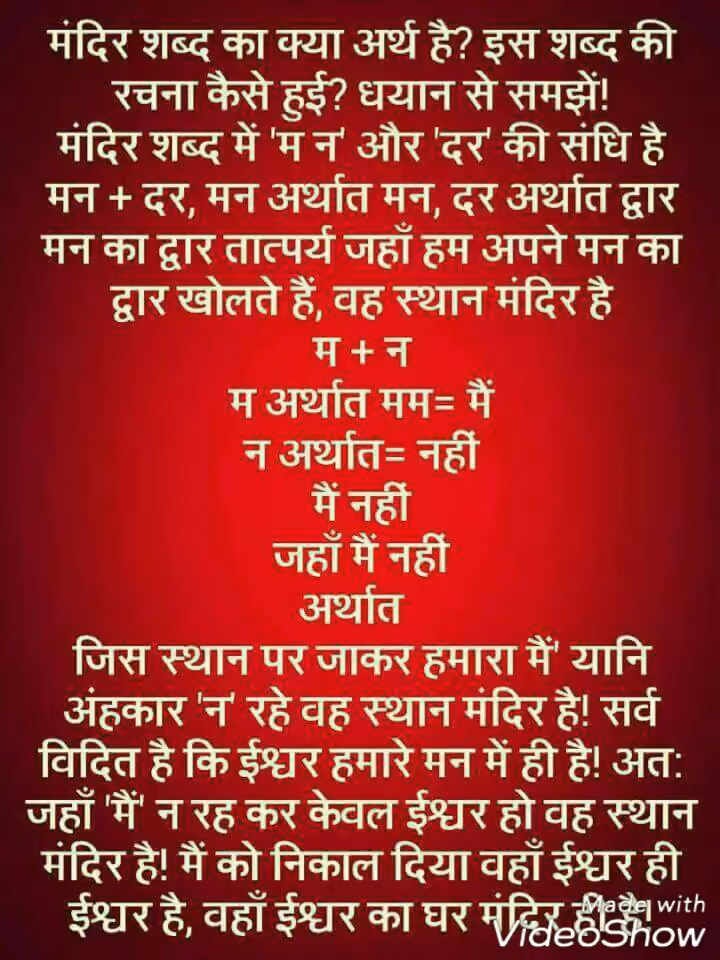 मंदिर शब्द का क्या अर्थ है? इस शब्द की
रचना कैसे हुई? धयान से समझें!
मंदिर शब्द में 'म न' और 'दर' की संधि है
मन + दर, मन अर्थात मन, दर अर्थात द्वार
मन का द्वार तात्पर्य जहाँ हम अपने मन का
द्वार खोलते हैं, वह स्थान मंदिर है
म + न
म अर्थात मम= मैं
न अर्थात= नहीं
मैं नहीं
जहाँ मैं नहीं
अर्थात
जिस स्थान पर जाकर हमारा मैं' यानि
अंहकार 'न' रहे वह स्थान मंदिर है! सर्व
विदित है कि ईश्वर हमारे मन में ही है! अत:
जहाँ 'मैं' न रह कर केवल ईश्वर हो वह स्थान
मंदिर है! मैं को निकाल दिया वहाँ ईश्वर ही
ईश्वर है, वहाँ ईश्वर का घर मंदिर ही है!
Made with
VideoShow